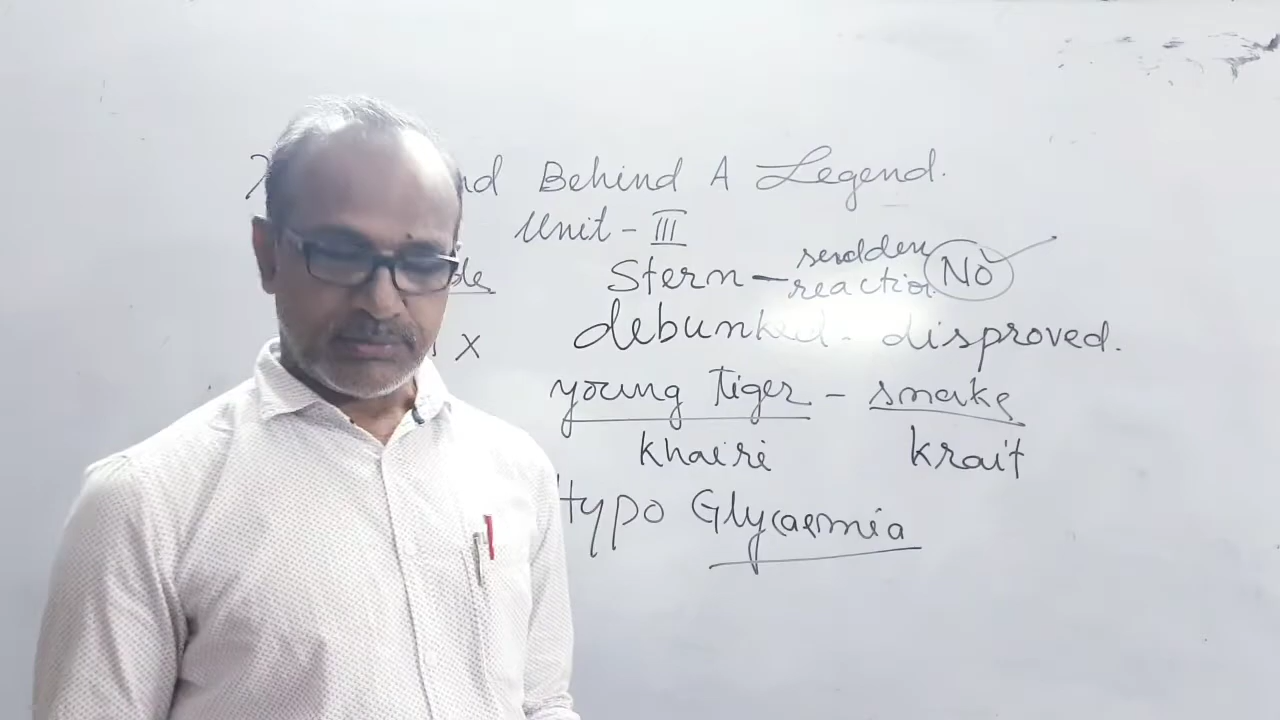 nd Behind A Legend.
Unit - III
Stern - sudden reaction No
debunked - disproved.
X
young Tiger - snake
khairi krait
Hypo Glycaemia